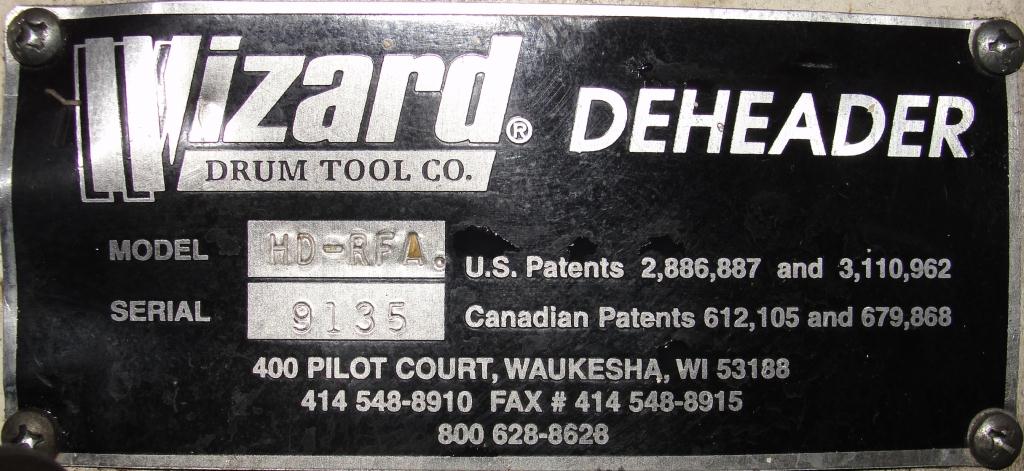 Wizard® DEHEADER
DRUM TOOL CO.
MODEL HD-RFA.
U.S. Patents 2,886,887 and 3,110,962
SERIAL 9135
Canadian Patents 612,105 and 679,868
400 PILOT COURT, WAUKESHA, WI 53188
414 548-8910 FAX # 414 548-8915
800 628-8628